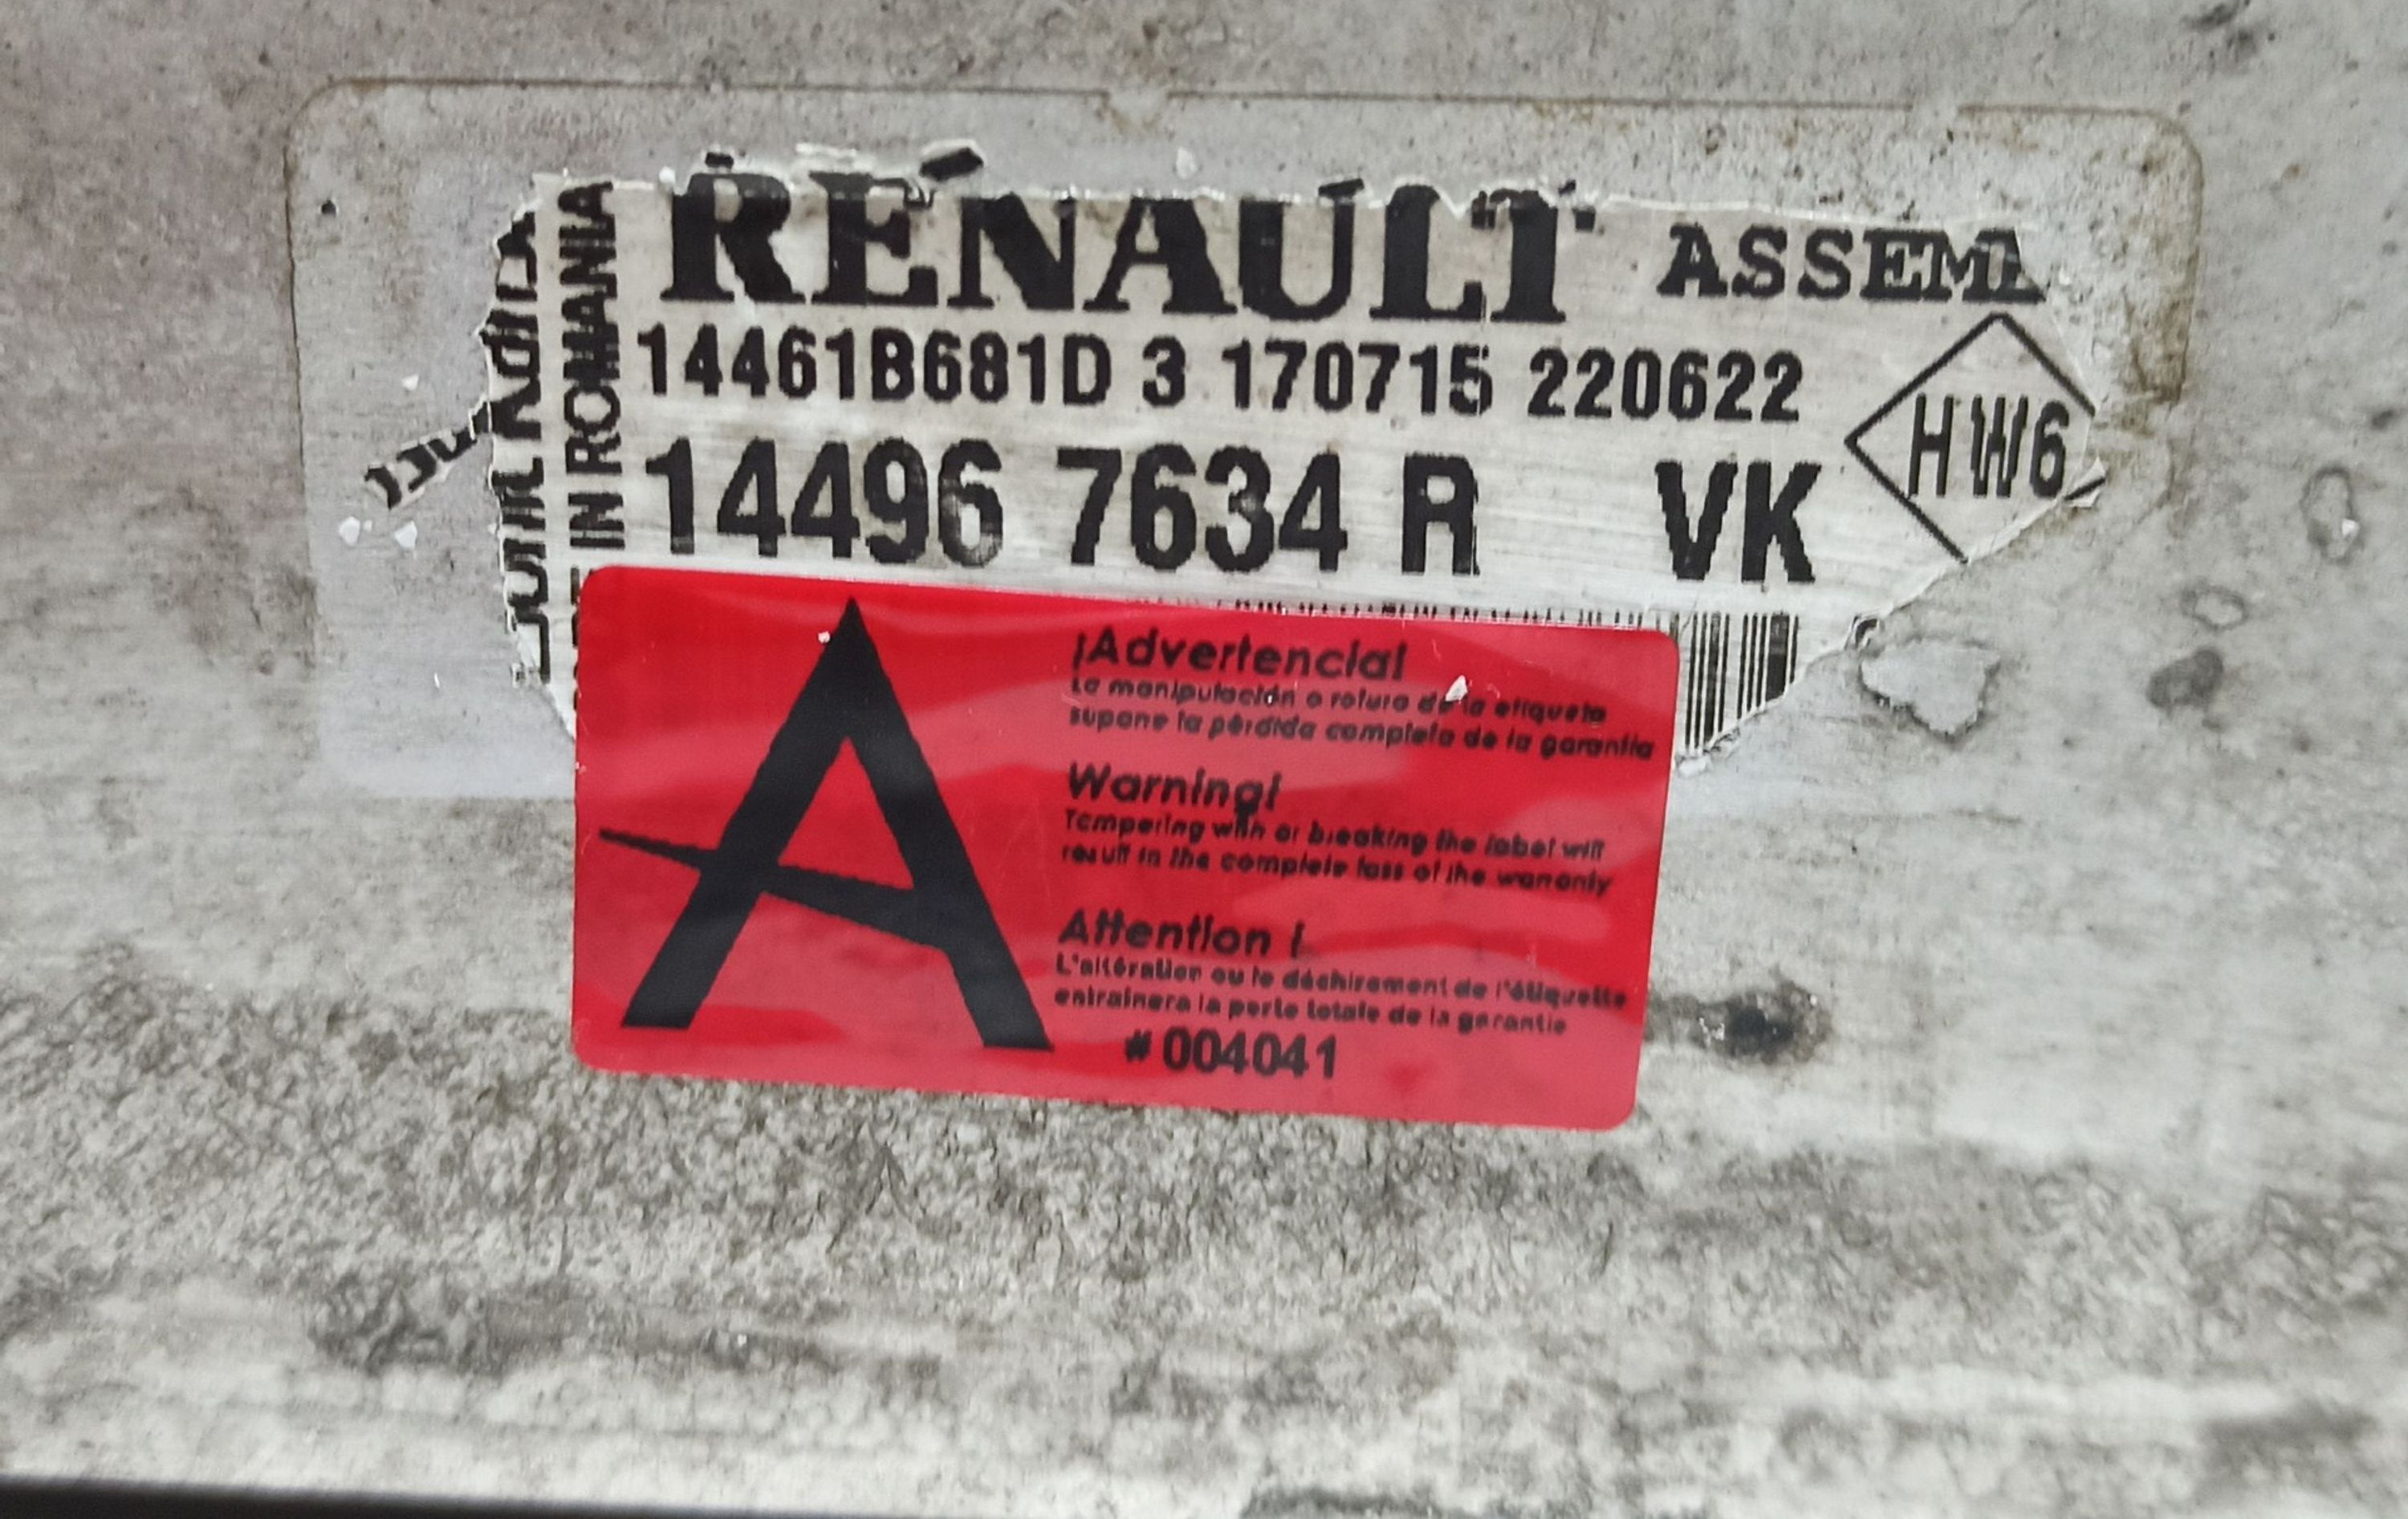 IN ROMANIA
RENAULT ASSEM
14461B681D 3 170715 220622
14496 7634 R VK
HW6
¡Advertencia!
La manipulación o rotura de la etiqueta
supone la pérdida completa de la garantía
Warning!
Tampering with or breaking the label will
result in the complete loss of the warranty
Attention !
L'altération ou le déchirement de l'étiquette
entraînera la perte totale de la garantie
#004041